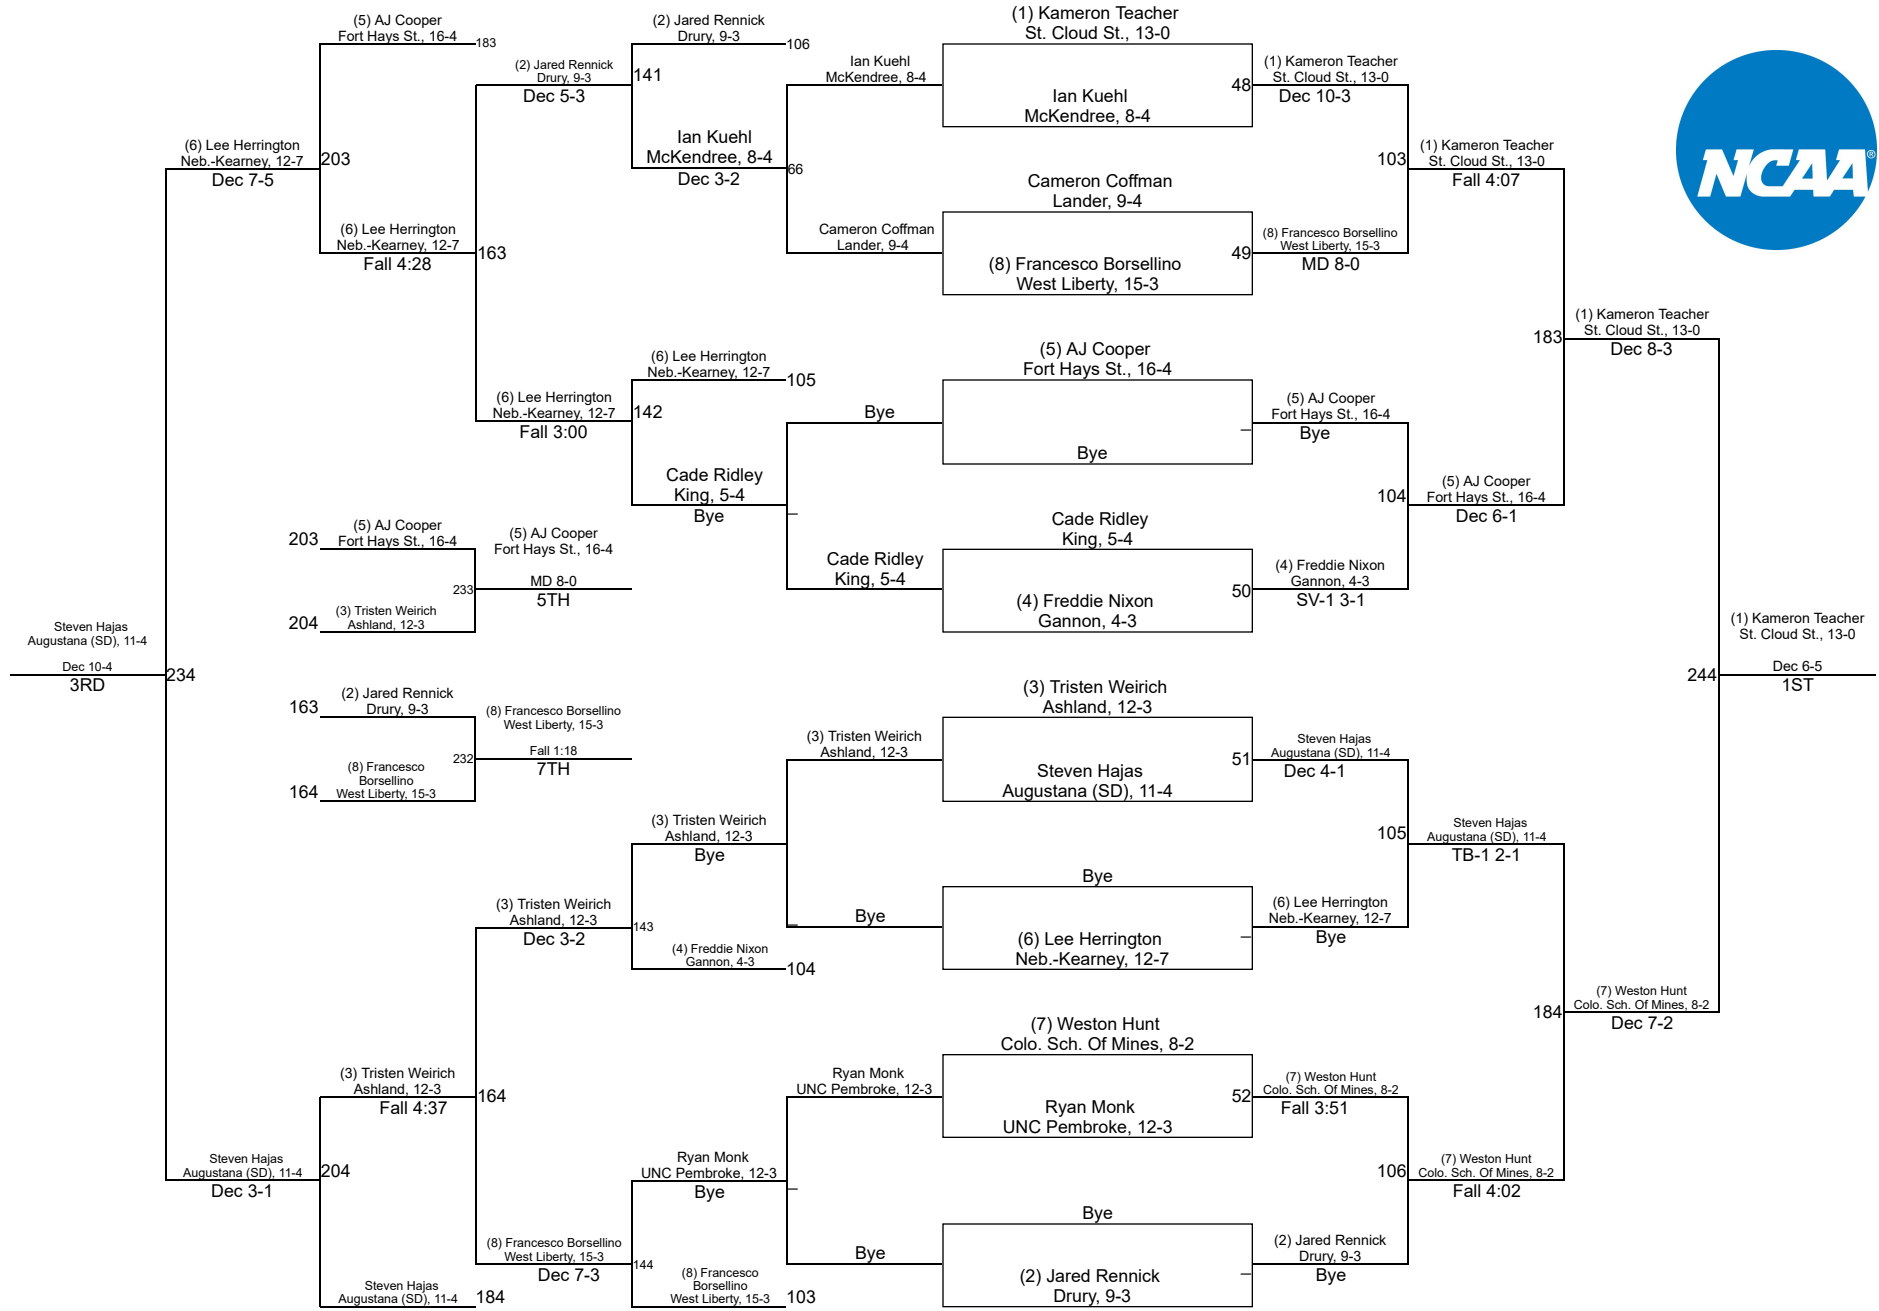 (5) AJ Cooper
Fort Hays St., 16-4
183
(6) Lee Herrington
Neb.-Kearney, 12-7
Dec 7-5
203
(6) Lee Herrington
Neb.-Kearney, 12-7
Fall 4:28
163
(2) Jared Rennick
Drury, 9-3
Dec 5-3
141
(2) Jared Rennick
Drury, 9-3
106
Ian Kuehl
McKendree, 8-4
Dec 3-2
66
Ian Kuehl
McKendree, 8-4
Cameron Coffman
Lander, 9-4
(1) Kameron Teacher
St. Cloud St., 13-0
Ian Kuehl
McKendree, 8-4
48
Cameron Coffman
Lander, 9-4
(8) Francesco Borsellino
West Liberty, 15-3
49
(1) Kameron Teacher
St. Cloud St., 13-0
Dec 10-3
103
(8) Francesco Borsellino
West Liberty, 15-3
MD 8-0
(1) Kameron Teacher
St. Cloud St., 13-0
Fall 4:07
NCAA®
183
(1) Kameron Teacher
St. Cloud St., 13-0
Dec 8-3
(6) Lee Herrington
Neb.-Kearney, 12-7
Fall 3:00
142
(6) Lee Herrington
Neb.-Kearney, 12-7
105
Cade Ridley
King, 5-4
Bye
Bye
Cade Ridley
King, 5-4
(5) AJ Cooper
Fort Hays St., 16-4
Bye
Cade Ridley
King, 5-4
(4) Freddie Nixon
Gannon, 4-3
50
(5) AJ Cooper
Fort Hays St., 16-4
Bye
104
(4) Freddie Nixon
Gannon, 4-3
SV-1 3-1
(5) AJ Cooper
Fort Hays St., 16-4
Dec 6-1
203
(5) AJ Cooper
Fort Hays St., 16-4
204
(3) Tristen Weirich
Ashland, 12-3
233
(5) AJ Cooper
Fort Hays St., 16-4
MD 8-0
5TH
Steven Hajas
Augustana (SD), 11-4
Dec 10-4
3RD
234
163
(2) Jared Rennick
Drury, 9-3
164
(8) Francesco
Borsellino
West Liberty, 15-3
232
(8) Francesco Borsellino
West Liberty, 15-3
Fall 1:18
7TH
244
(1) Kameron Teacher
St. Cloud St., 13-0
Dec 6-5
1ST
(3) Tristen Weirich
Ashland, 12-3
Steven Hajas
Augustana (SD), 11-4
51
(3) Tristen Weirich
Ashland, 12-3
Steven Hajas
Augustana (SD), 11-4
Dec 4-1
105
Steven Hajas
Augustana (SD), 11-4
TB-1 2-1
(3) Tristen Weirich
Ashland, 12-3
Bye
Bye
Bye
(6) Lee Herrington
Neb.-Kearney, 12-7
(6) Lee Herrington
Neb.-Kearney, 12-7
Bye
(3) Tristen Weirich
Ashland, 12-3
Dec 3-2
143
(4) Freddie Nixon
Gannon, 4-3
104
184
(7) Weston Hunt
Colo. Sch. Of Mines, 8-2
Dec 7-2
(7) Weston Hunt
Colo. Sch. Of Mines, 8-2
Ryan Monk
UNC Pembroke, 12-3
52
Ryan Monk
UNC Pembroke, 12-3
(7) Weston Hunt
Colo. Sch. Of Mines, 8-2
Fall 3:51
106
(7) Weston Hunt
Colo. Sch. Of Mines, 8-2
Fall 4:02
(3) Tristen Weirich
Ashland, 12-3
Fall 4:37
164
Steven Hajas
Augustana (SD), 11-4
Dec 3-1
204
Ryan Monk
UNC Pembroke, 12-3
Bye
Bye
Bye
(2) Jared Rennick
Drury, 9-3
(2) Jared Rennick
Drury, 9-3
Bye
(8) Francesco Borsellino
West Liberty, 15-3
Dec 7-3
144
(8) Francesco
Borsellino
West Liberty, 15-3
103
Steven Hajas
Augustana (SD), 11-4
184